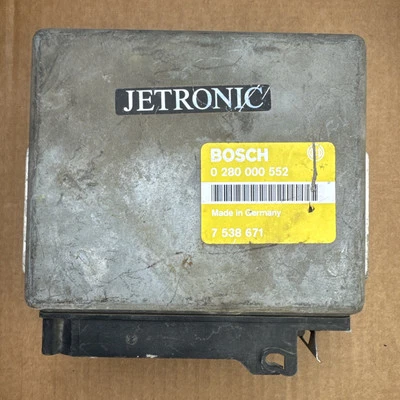 JETRONIC
BOSCH
0 280 000 552
Made in Germany
7 538 671